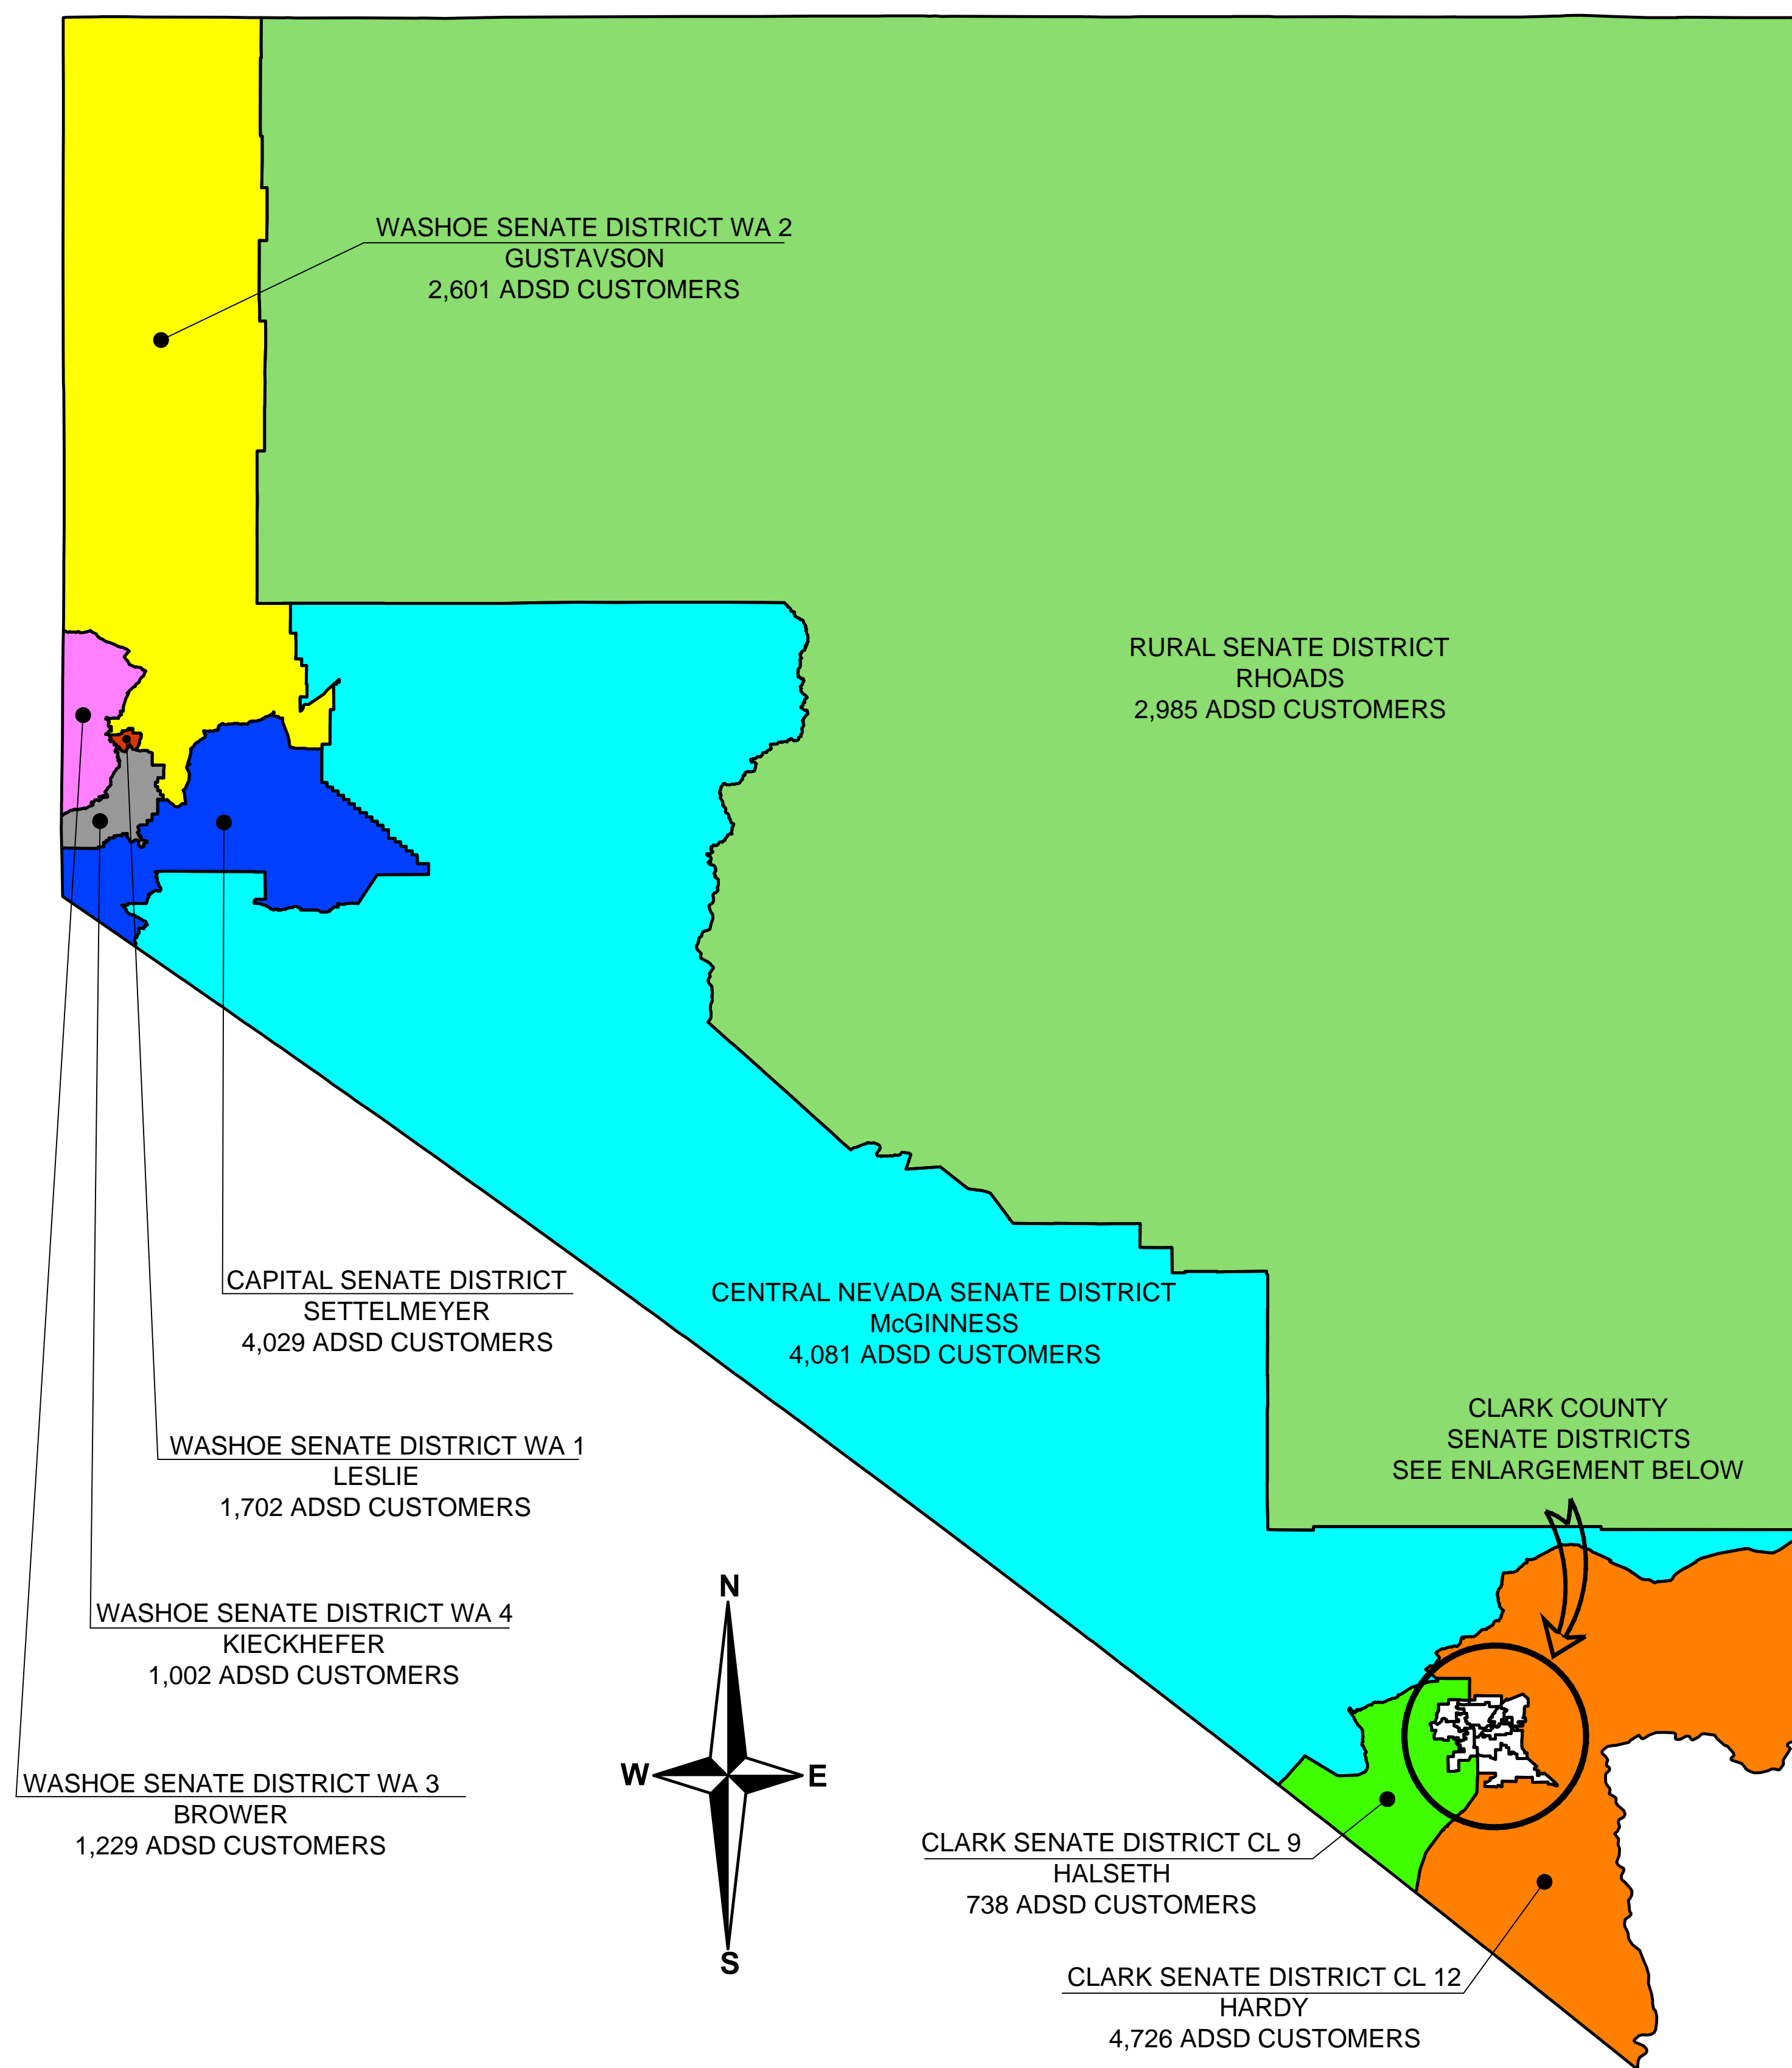 WASHOE SENATE DISTRICT WA 2
GUSTAVSON
2,601 ADSD CUSTOMERS
RURAL SENATE DISTRICT
RHOADS
2,985 ADSD CUSTOMERS
CAPITAL SENATE DISTRICT
SETTELMEYER
4,029 ADSD CUSTOMERS
CENTRAL NEVADA SENATE DISTRICT
McGINNESS
4,081 ADSD CUSTOMERS
CLARK COUNTY
SENATE DISTRICTS
SEE ENLARGEMENT BELOW
WASHOE SENATE DISTRICT WA 1
LESLIE
1,702 ADSD CUSTOMERS
WASHOE SENATE DISTRICT WA 4
KIECKHEFER
1,002 ADSD CUSTOMERS
WASHOE SENATE DISTRICT WA 3
BROWER
1,229 ADSD CUSTOMERS
N
W
E
S
CLARK SENATE DISTRICT CL 9
HALSETH
738 ADSD CUSTOMERS
CLARK SENATE DISTRICT CL 12
HARDY
4,726 ADSD CUSTOMERS